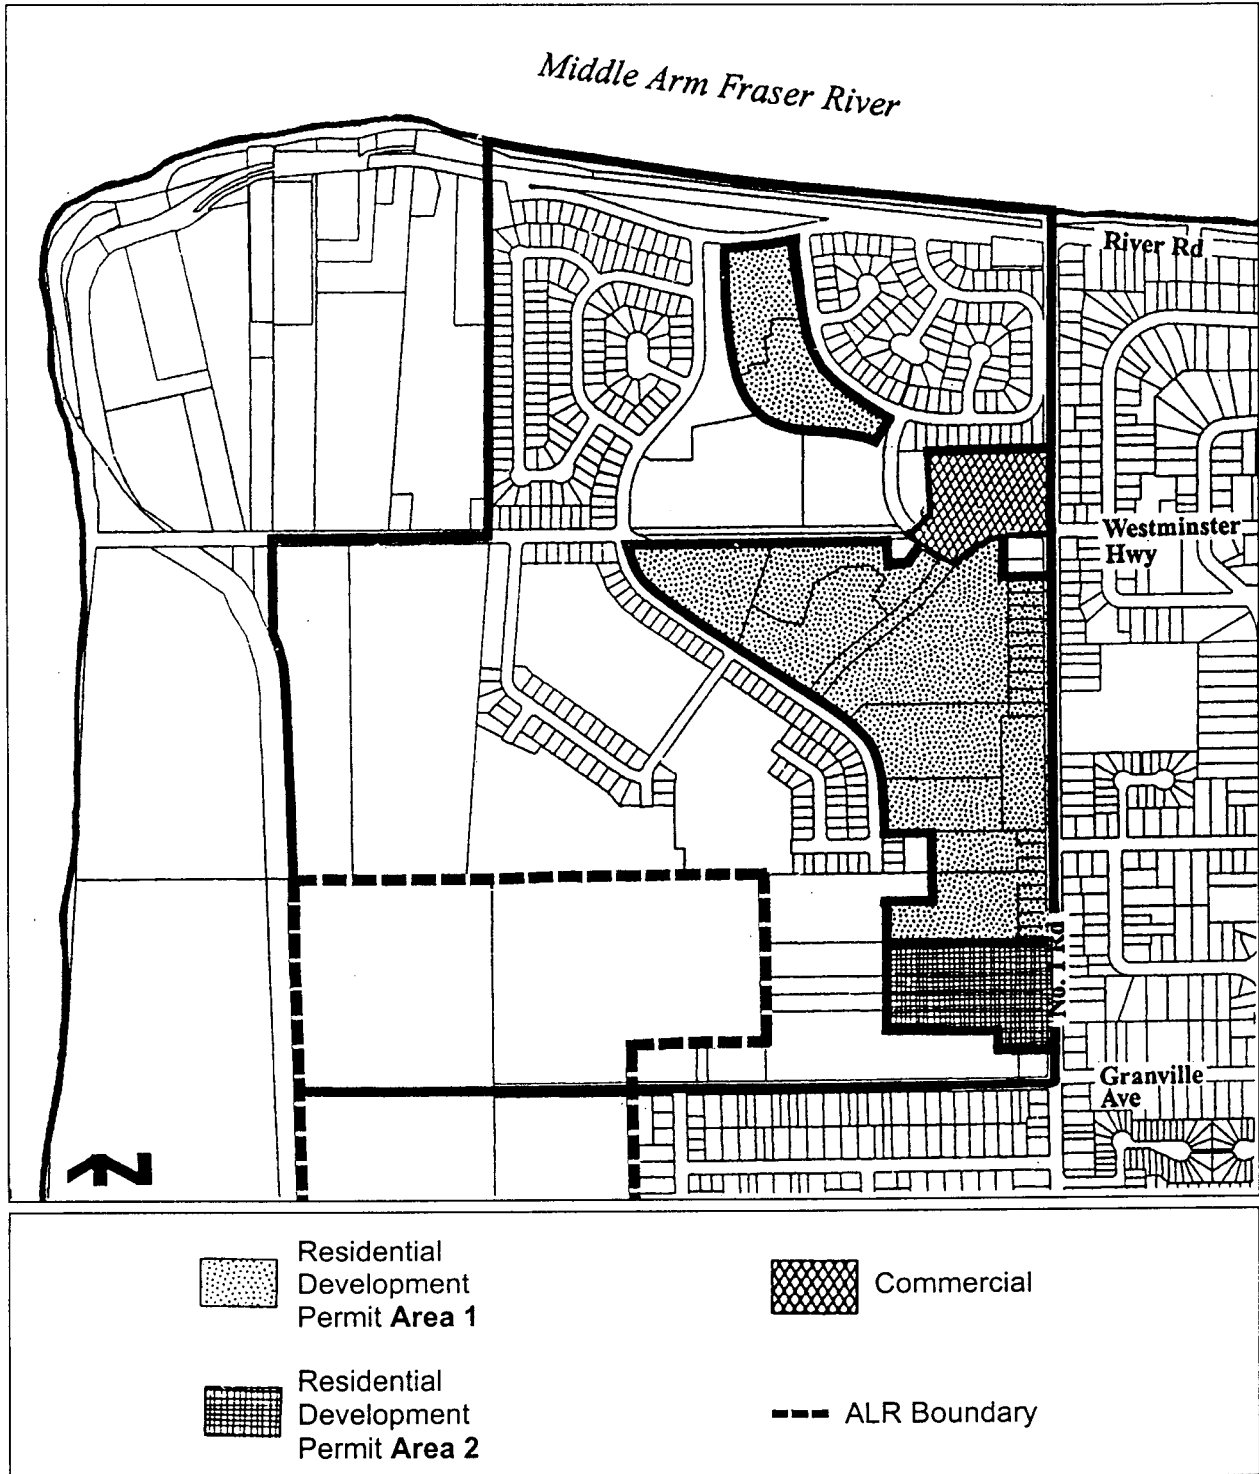 Middle Arm Fraser River
River Rd
Westminster
Hwy
No. 1 Rd
Granville
Ave
Residential
Development
Permit Area 1
Commercial
Residential
Development
Permit Area 2
ALR Boundary